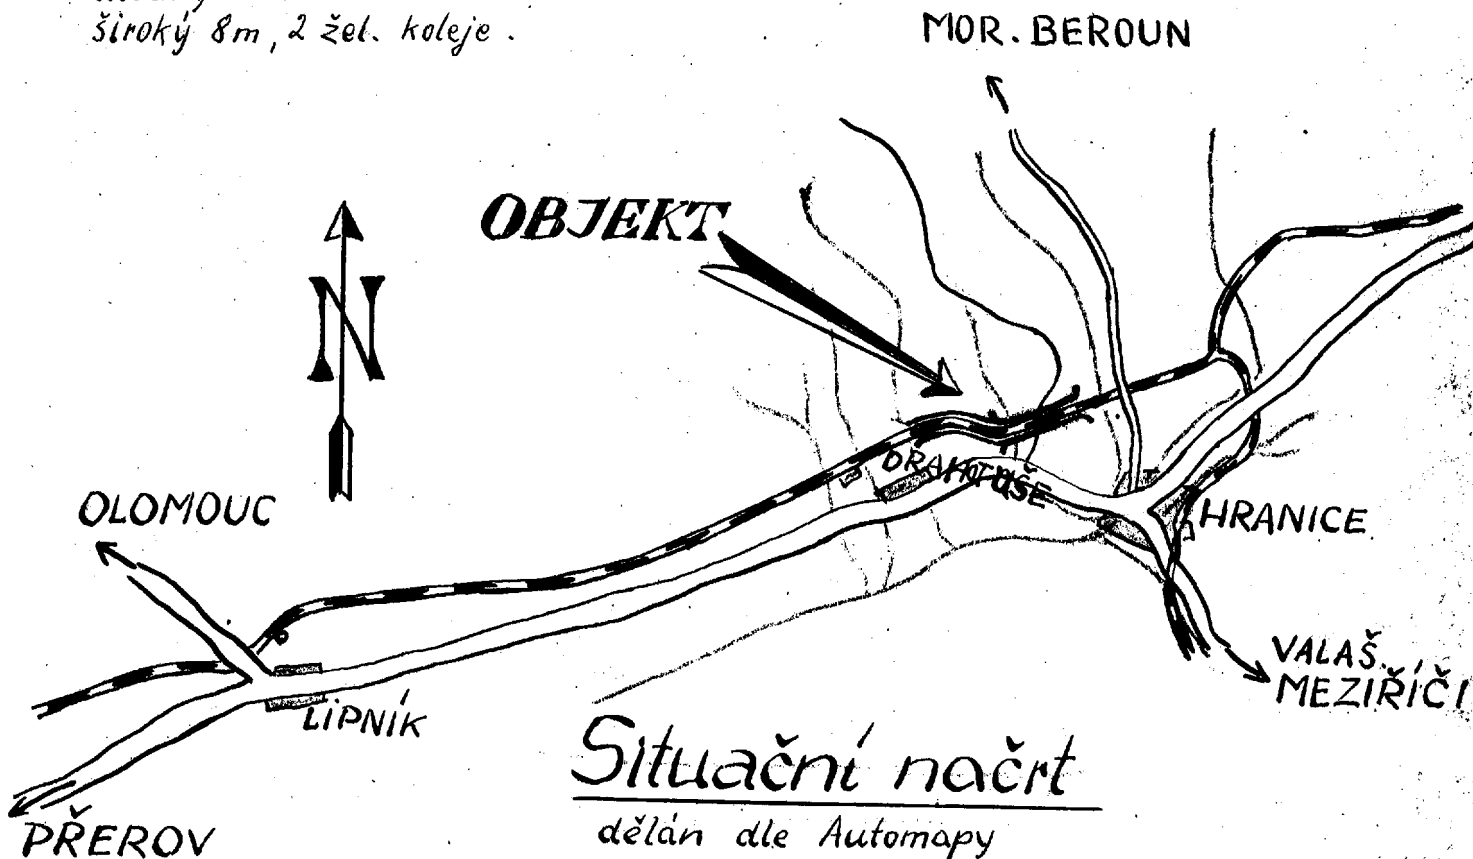 široký 8m, 2 žel. koleje.
MOR. BEROUN
OBJEKT
N
DRAHOTUŠE
OLOMOUC
HRANICE
VALAŠ.
MEZIŘÍČÍ
LIPNÍK
PŘEROV
Situační načrt
dělán dle Automapy